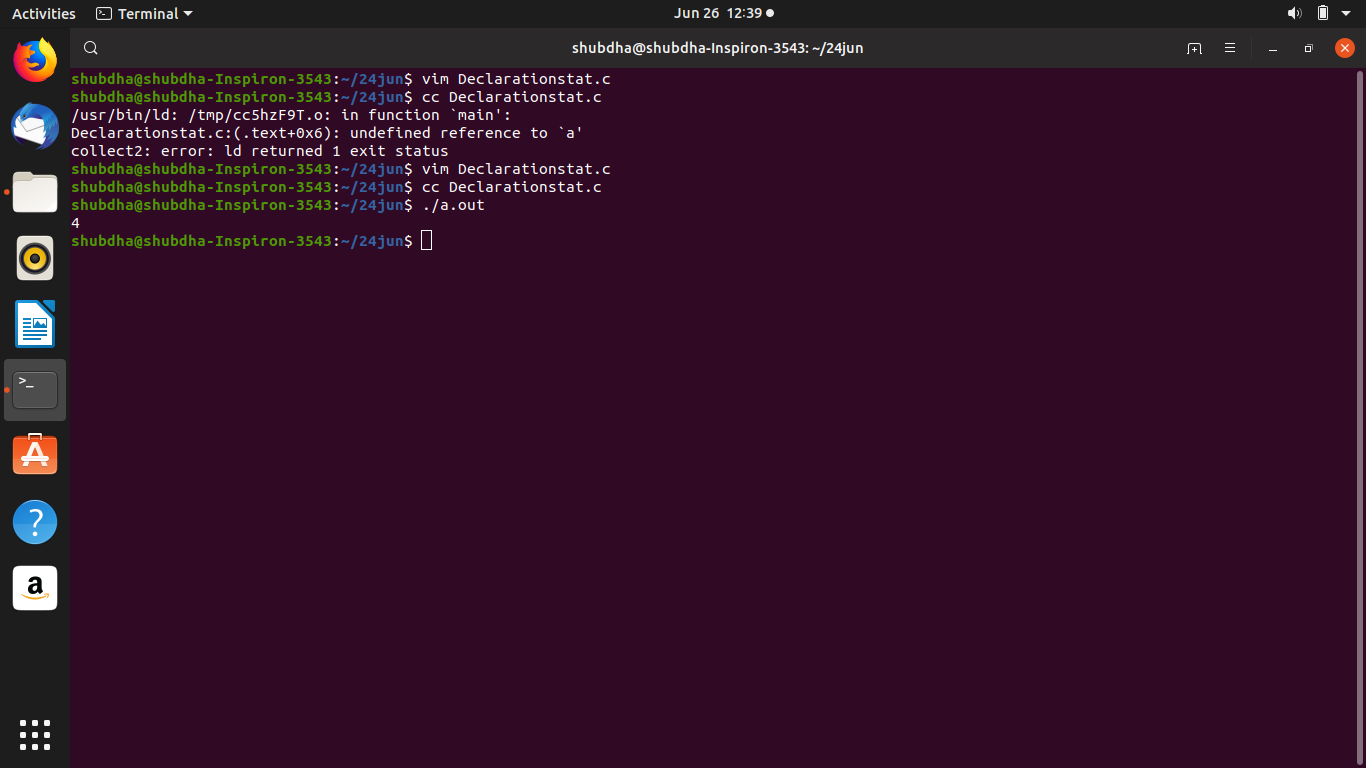 Activities Terminal Jun 26 12:39
shubdha@shubdha-Inspiron-3543: ~/24jun
shubdha@shubdha-Inspiron-3543:~/24jun$ vim Declarationstat.c
shubdha@shubdha-Inspiron-3543:~/24jun$ cc Declarationstat.c
/usr/bin/ld: /tmp/cc5hzF9T.o: in function `main':
Declarationstat.c:(.text+0x6): undefined reference to `a'
collect2: error: ld returned 1 exit status
shubdha@shubdha-Inspiron-3543:~/24jun$ vim Declarationstat.c
shubdha@shubdha-Inspiron-3543:~/24jun$ cc Declarationstat.c
shubdha@shubdha-Inspiron-3543:~/24jun$ ./a.out
4
shubdha@shubdha-Inspiron-3543:~/24jun$